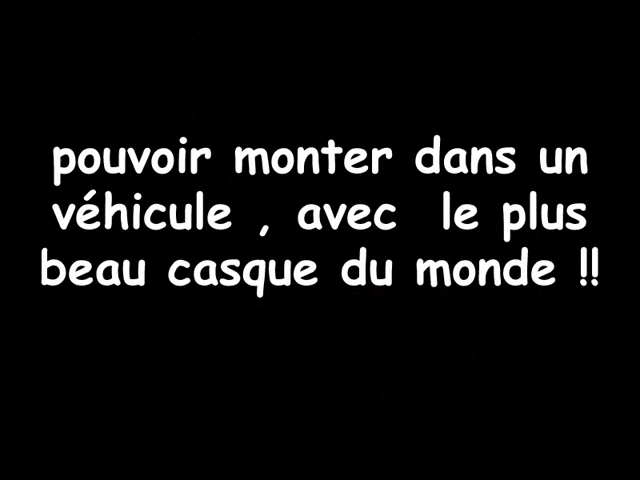 pouvoir monter dans un
véhicule , avec  le plus
beau casque du monde !!